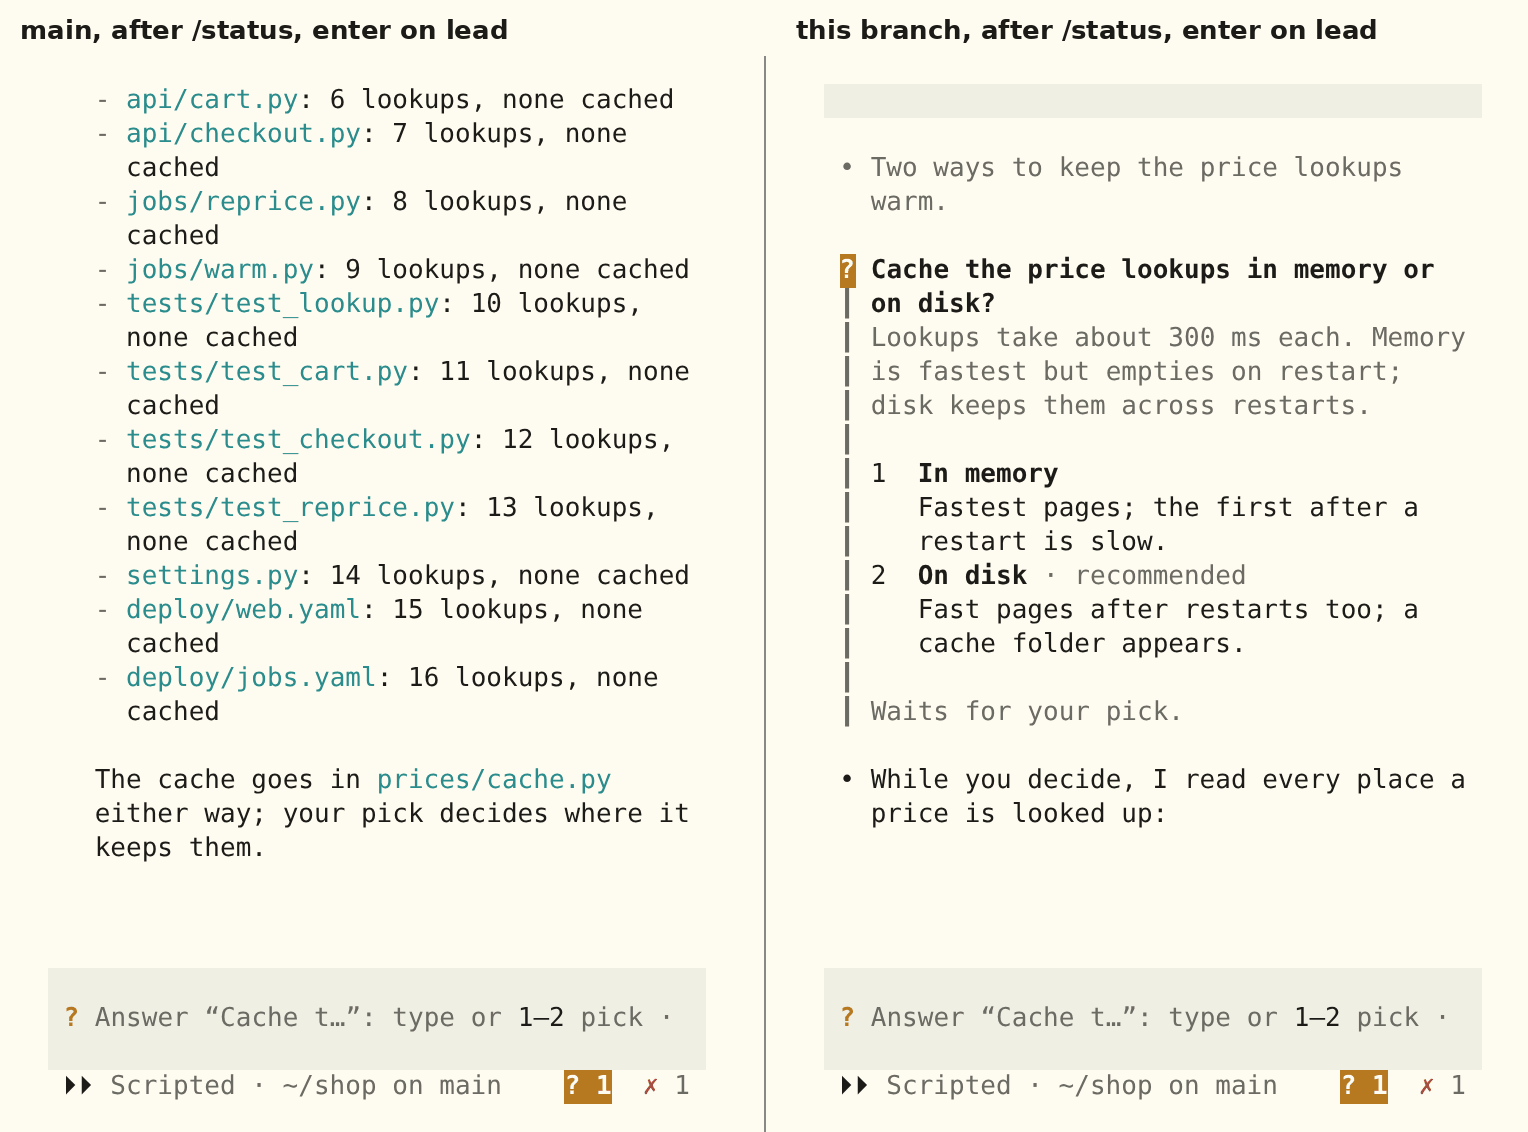 main, after /status, enter on lead
- api/cart.py: 6 lookups, none cached
- api/checkout.py: 7 lookups, none
cached
- jobs/reprice.py: 8 lookups, none
cached
- jobs/warm.py: 9 lookups, none cached
- tests/test_lookup.py: 10 lookups,
none cached
- tests/test_cart.py: 11 lookups, none
cached
- tests/test_checkout.py: 12 lookups,
none cached
- tests/test_reprice.py: 13 lookups,
none cached
- settings.py: 14 lookups, none cached
- deploy/web.yaml: 15 lookups, none
cached
- deploy/jobs.yaml: 16 lookups, none
cached
The cache goes in prices/cache.py
either way; your pick decides where it
keeps them.
? Answer “Cache t…”: type or 1–2 pick ·
⏵⏵ Scripted · ~/shop on main ? 1 ✗ 1
this branch, after /status, enter on lead
• Two ways to keep the price lookups
warm.
? Cache the price lookups in memory or
on disk?
Lookups take about 300 ms each. Memory
is fastest but empties on restart;
disk keeps them across restarts.
1 In memory
Fastest pages; the first after a
restart is slow.
2 On disk · recommended
Fast pages after restarts too; a
cache folder appears.
Waits for your pick.
• While you decide, I read every place a
price is looked up:
? Answer “Cache t…”: type or 1–2 pick ·
⏵⏵ Scripted · ~/shop on main ? 1 ✗ 1